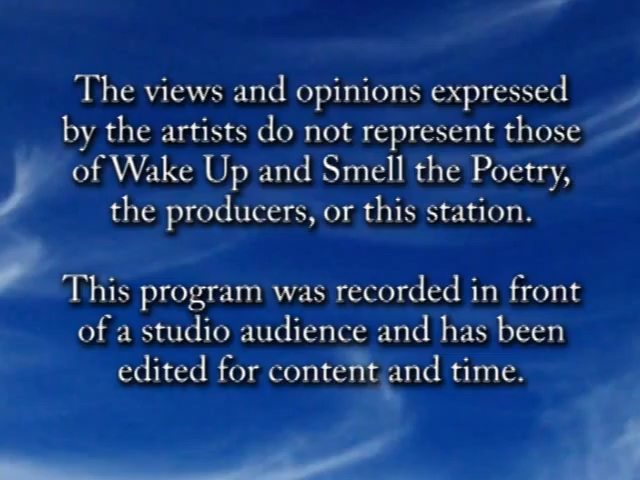 The views and opinions expressed
by the artists do not represent those
of Wake Up and Smell the Poetry,
the producers, or this station.
This program was recorded in front
of a studio audience and has been
edited for content and time.